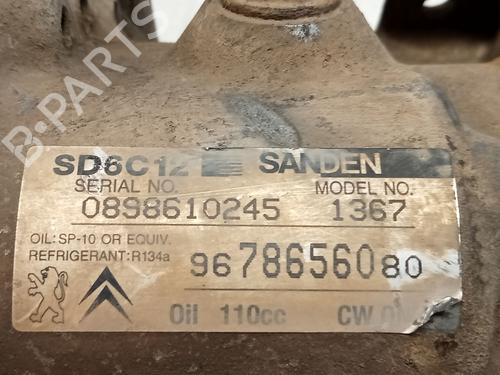 B-PARTS
SD6C12 SANDEN
SERIAL NO. MODEL NO.
0898610245 1367
OIL: SP-10 OR EQUIV.
REFRIGERANT: R134a
9678656080
Oil 110cc CW